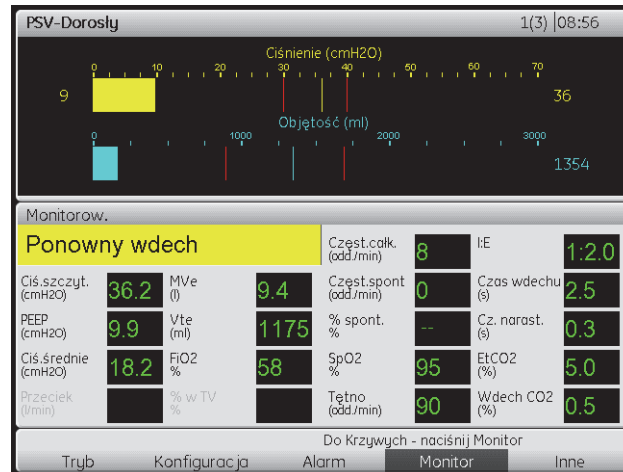 PSV-Dorosły 1(3) 08:56
Ciśnienie (cmH2O)
0 10 20 30 40 50 60 70
9 36
Objętość (ml)
0 1000 2000 3000
1354
Monitorow.
Ponowny wdech
Częst.całk. (odd./min) 8 I:E 1:2.0
Ciś.szczyt. (cmH2O) 36.2 MVe (l) 9.4 Częst.spont (odd./min) 0 Czas wdechu (s) 2.5
PEEP (cmH2O) 9.9 Vte (ml) 1175 % spont. % -- Cz. narast. (s) 0.3
Ciś.średnie (cmH2O) 18.2 FiO2 % 58 SpO2 % 95 EtCO2 (%) 5.0
Przeciek (l/min) % w TV % Tętno (odd./min) 90 Wdech CO2 (%) 0.5
Do Krzywych - naciśnij Monitor
Tryb Konfiguracja Alarm Monitor Inne